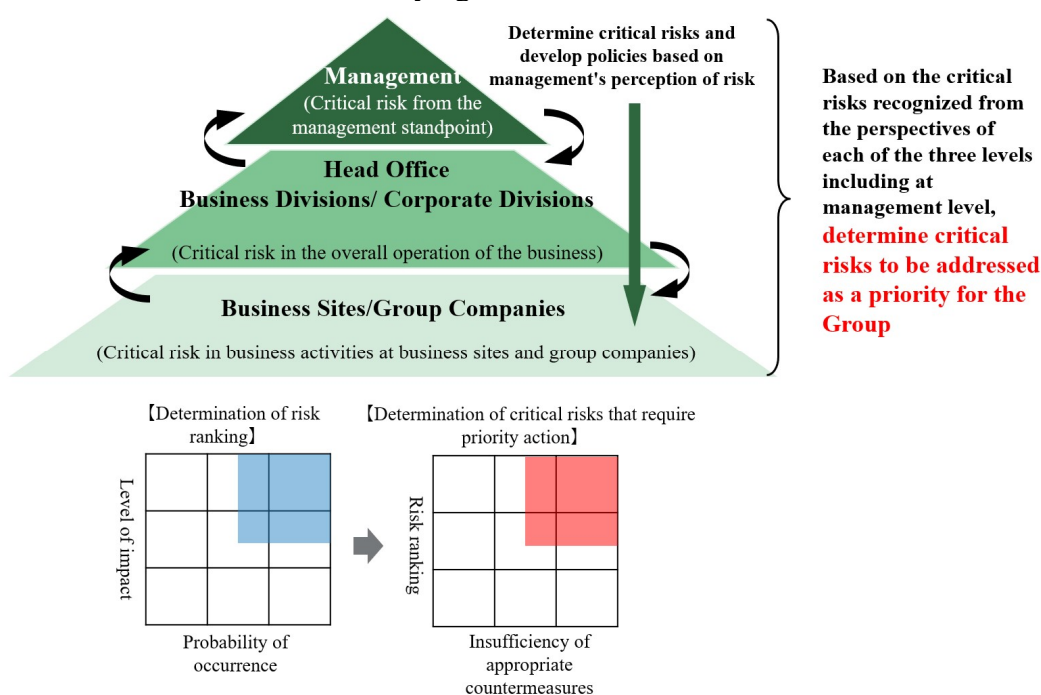 Management
(Critical risk from the
management standpoint)
Determine critical risks and
develop policies based on
management's perception of risk
Head Office
Business Divisions/ Corporate Divisions
(Critical risk in the overall operation of the business)
Business Sites/Group Companies
(Critical risk in business activities at business sites and group companies)
Based on the critical
risks recognized from
the perspectives of
each of the three levels
including at
management level,
determine critical
risks to be addressed
as a priority for the
Group
【Determination of risk
ranking】
Level of impact
Probability of
occurrence
【Determination of critical risks that require
priority action】
Risk ranking
Insufficiency of
appropriate
countermeasures